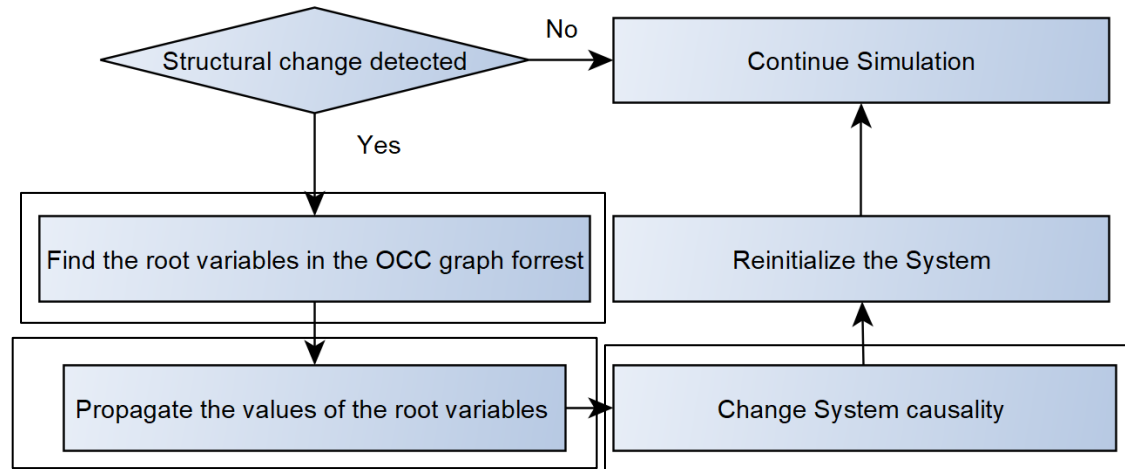 Structural change detected
No
Continue Simulation
Yes
Find the root variables in the OCC graph forrest
Reinitialize the System
Propagate the values of the root variables
Change System causality